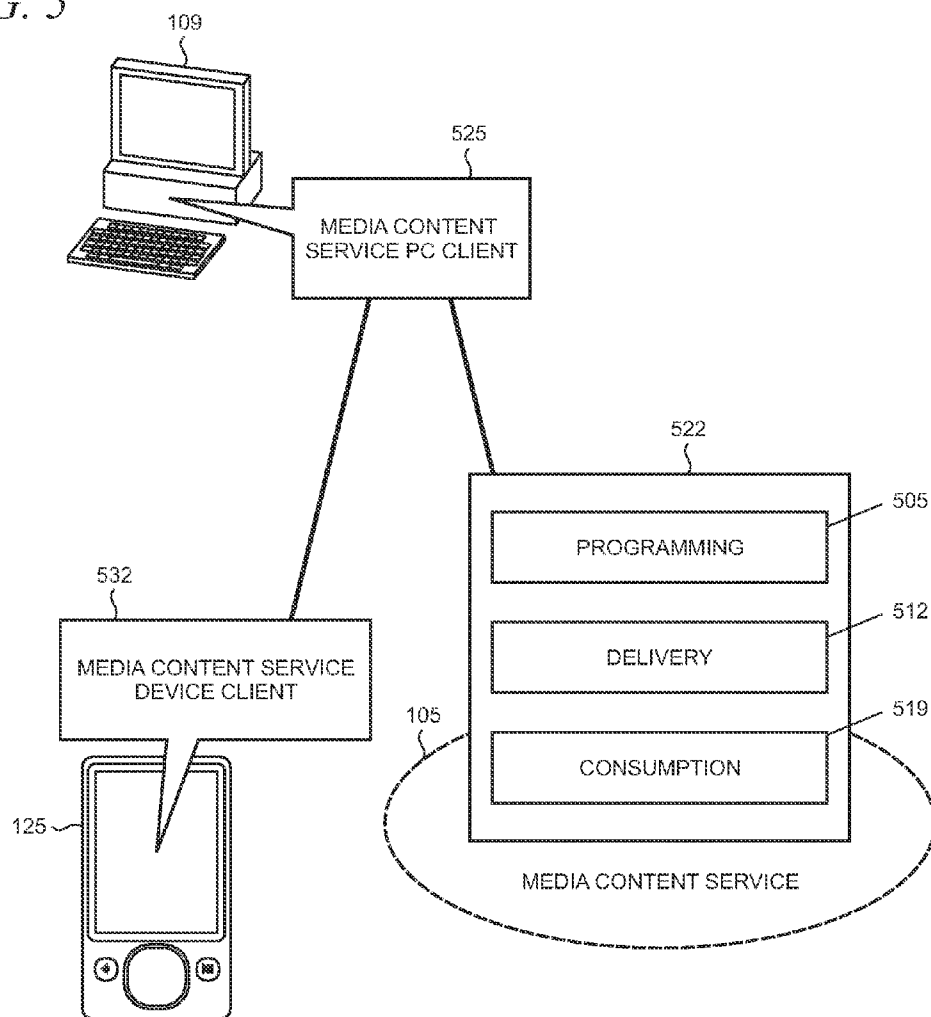 G. 5
109
525
MEDIA CONTENT
SERVICE PC CLIENT
522
505
PROGRAMMING
532
512
MEDIA CONTENT SERVICE
DEVICE CLIENT
DELIVERY
105
519
CONSUMPTION
125
MEDIA CONTENT SERVICE